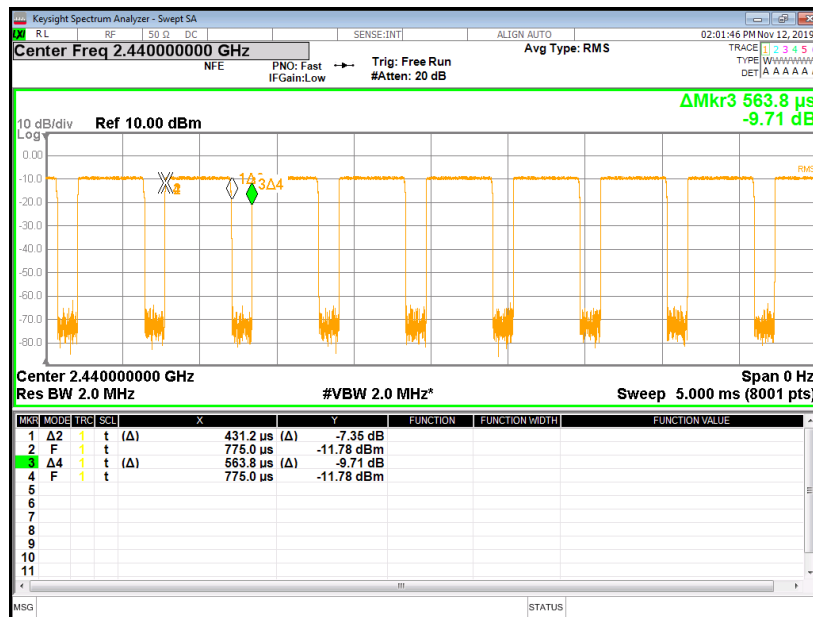 Keysight Spectrum Analyzer - Swept SA
LXI RL RF 50 Ω DC SENSE:INT ALIGN AUTO 02:01:46 PM Nov 12, 2019
Center Freq 2.440000000 GHz
NFE
PNO: Fast
IFGain:Low
Trig: Free Run
#Atten: 20 dB
Avg Type: RMS
TRACE 1 2 3 4 5
TYPE WWWWW
DET A A A A A
ΔMkr3 563.8 µs
-9.71 dB
10 dB/div Ref 10.00 dBm
Log
0.00
-10.0
-20.0
-30.0
-40.0
-50.0
-60.0
-70.0
-80.0
3Δ4
RMS
Center 2.440000000 GHz Span 0 Hz
Res BW 2.0 MHz #VBW 2.0 MHz* Sweep 5.000 ms (8001 pts)
MKR MODE TRC SCL X Y FUNCTION FUNCTION WIDTH FUNCTION VALUE
1 Δ2 1 t (Δ) 431.2 µs (Δ) -7.35 dB
2 F 1 t 775.0 µs -11.78 dBm
3 Δ4 1 t (Δ) 563.8 µs (Δ) -9.71 dB
4 F 1 t 775.0 µs -11.78 dBm
5
6
7
8
9
10
11
MSG STATUS